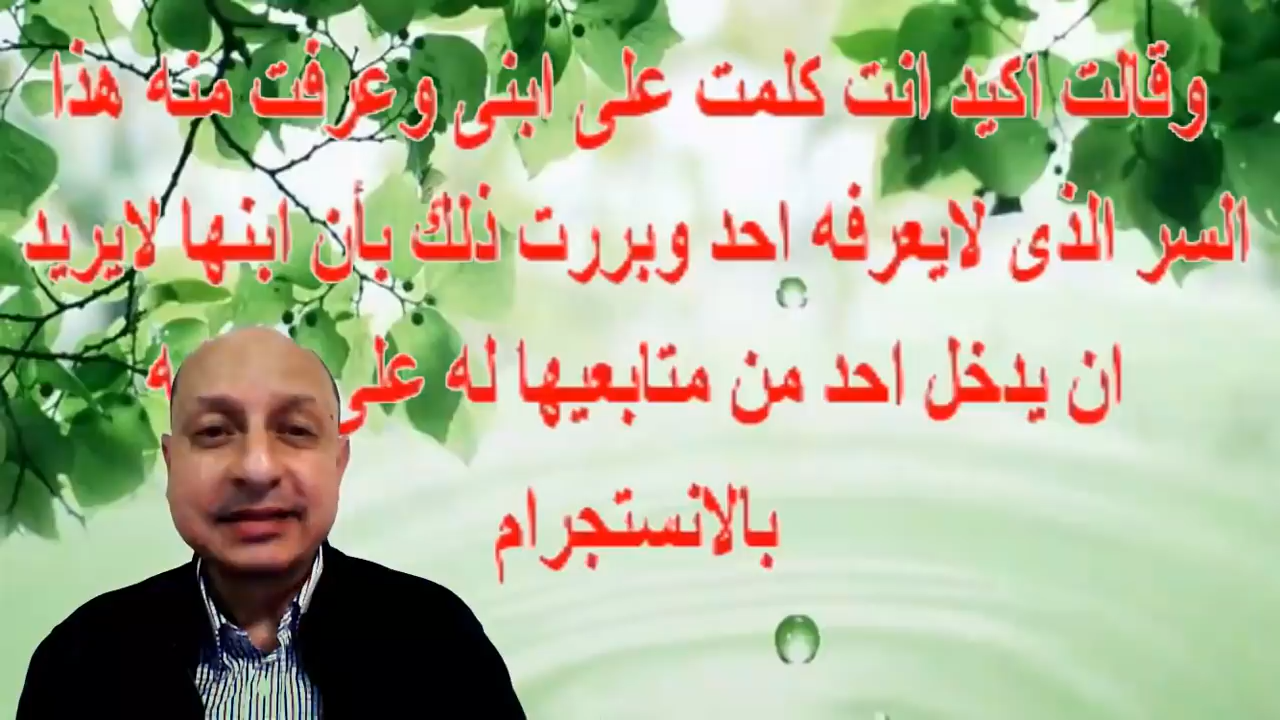 وقالت اكيد انت كلمت على ابنى وعرفت منه هذا
السر الذى لايعرفه احد وبررت ذلك بأن ابنها لايريد
ان يدخل احد من متابعيها له على
بالانستجرام